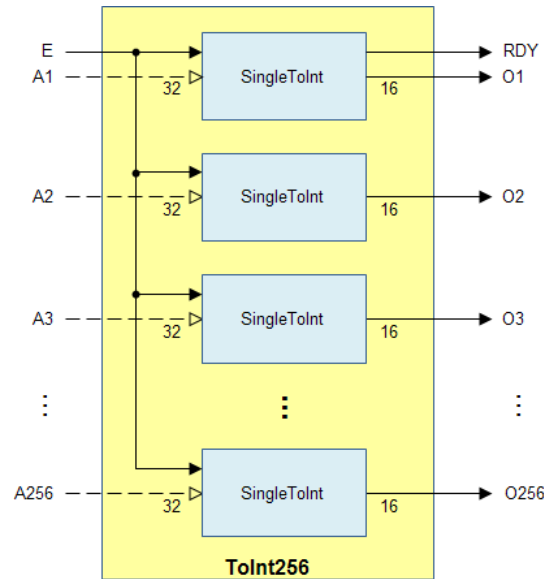 E
RDY
A1
32
SingleToInt
16
O1
A2
32
SingleToInt
16
O2
A3
32
SingleToInt
16
O3
A256
32
SingleToInt
16
O256
ToInt256